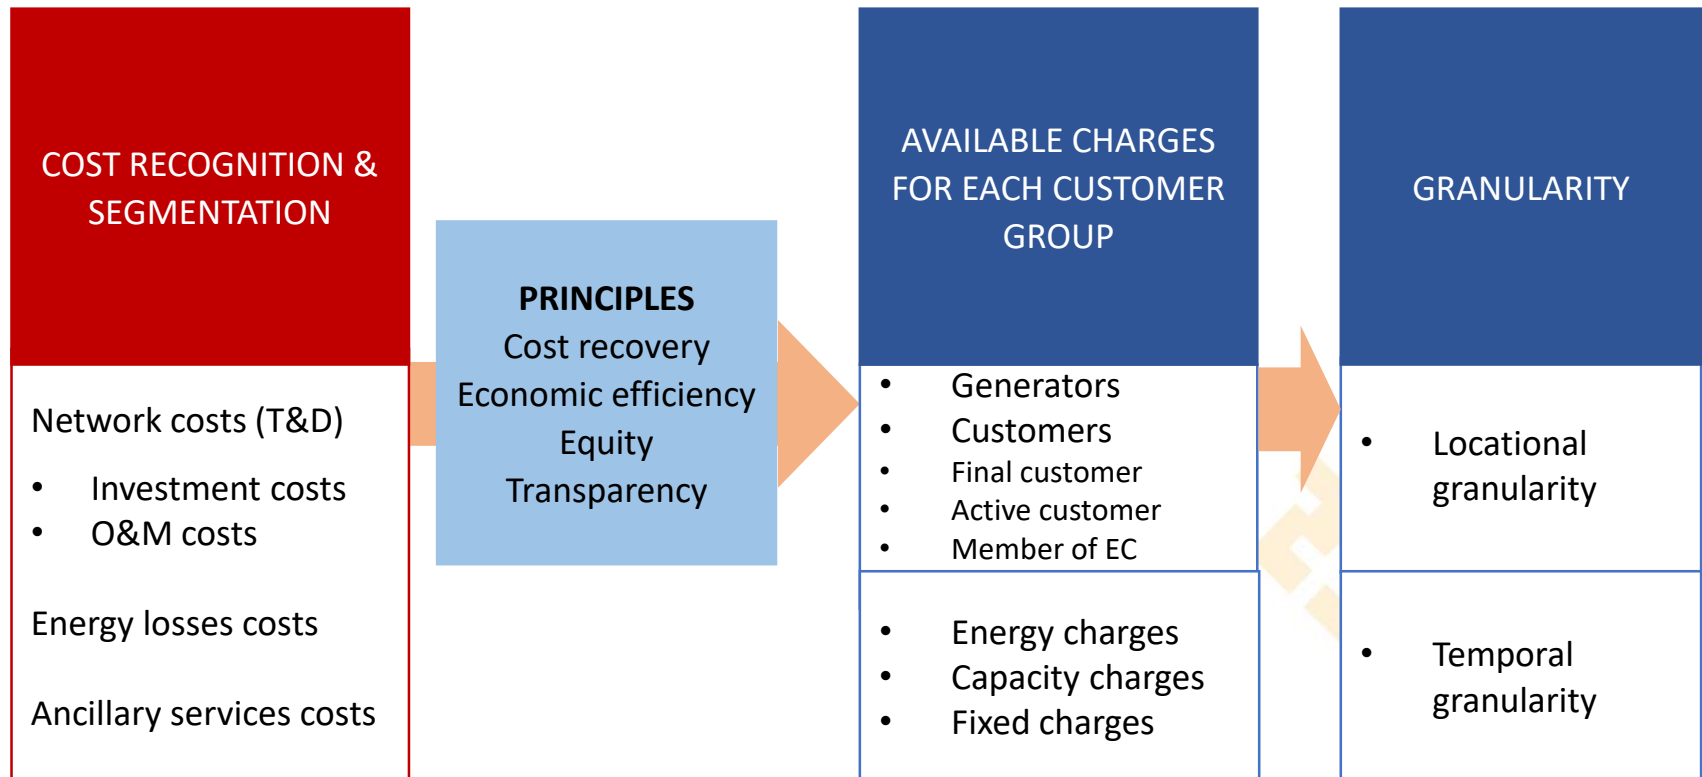 COST RECOGNITION &
SEGMENTATION
Network costs (T&D)
• Investment costs
• O&M costs
Energy losses costs
Ancillary services costs
PRINCIPLES
Cost recovery
Economic efficiency
Equity
Transparency
AVAILABLE CHARGES
FOR EACH CUSTOMER
GROUP
• Generators
• Customers
• Final customer
• Active customer
• Member of EC
• Energy charges
• Capacity charges
• Fixed charges
GRANULARITY
• Locational
granularity
• Temporal
granularity